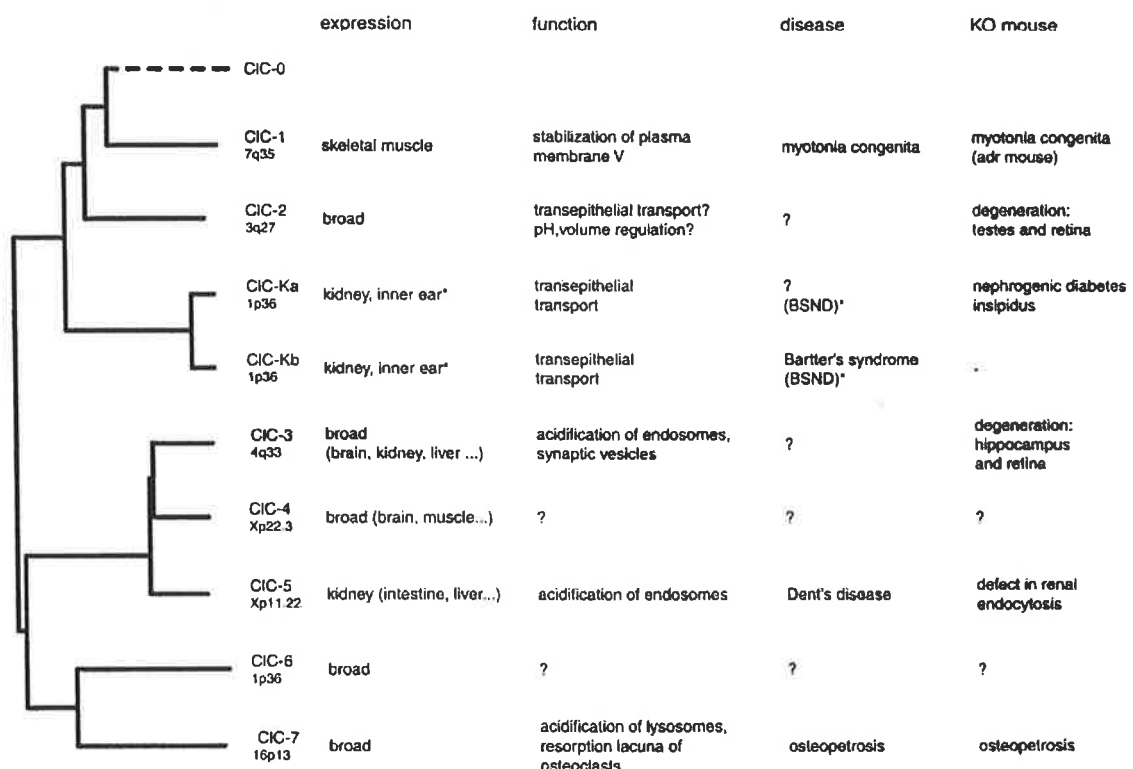 expression function disease KO mouse
ClC-0
ClC-1 skeletal muscle stabilization of plasma myotonia congenita myotonia congenita
7q35 membrane V (adr mouse)
ClC-2 broad transepithelial transport? ? degeneration:
3q27 pH,volume regulation? testes and retina
ClC-Ka kidney, inner ear* transepithelial ? nephrogenic diabetes
1p36 transport (BSND)* insipidus
ClC-Kb kidney, inner ear* transepithelial Bartter's syndrome
1p36 transport (BSND)*
ClC-3 broad acidification of endosomes, ? degeneration:
4q33 (brain, kidney, liver ...) synaptic vesicles hippocampus
and retina
ClC-4 broad (brain, muscle...) ? ? ?
Xp22.3
ClC-5 kidney (intestine, liver...) acidification of endosomes Dent's disease defect in renal
Xp11.22 endocytosis
ClC-6 broad ? ? ?
1p36
ClC-7 broad acidification of lysosomes, osteopetrosis osteopetrosis
16p13 resorption lacuna of
osteoclasts